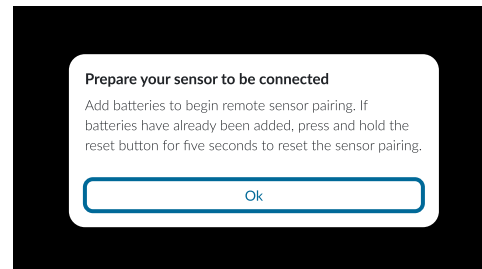 Prepare your sensor to be connected
Add batteries to begin remote sensor pairing. If
batteries have already been added, press and hold the
reset button for five seconds to reset the sensor pairing.
Ok